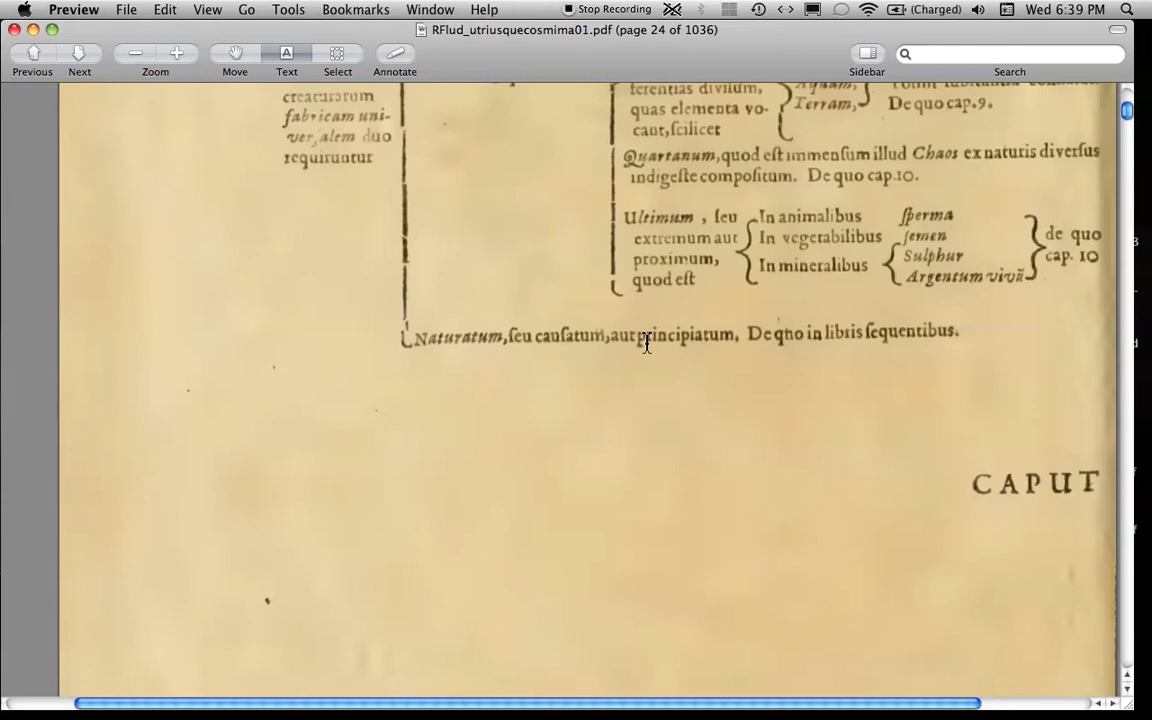 Preview File Edit View Go Tools Bookmarks Window Help Stop Recording (Charged) Wed 6:39 PM
RFlud_utriusquecosmima01.pdf (page 24 of 1036)
Previous Next Zoom Move Text Select Annotate Sidebar Search
creaturarum
fabricam uni-
verſalem duo
requiruntur
ferentias diviſum,
quas elementa vo-
cant, ſcilicet
Aquam,
Terram,
De quo cap. 9.
Quartanum, quod eſt immenſum illud Chaos ex naturis diverſus
indigeſte compoſitum. De quo cap. 10.
Ultimum, ſeu
extremum aut
proximum,
quod eſt
In animalibus ſperma
In vegetabilibus ſemen
In mineralibus
Sulphur
Argentum vivū
de quo
cap. 10
Naturatum, ſeu cauſatum, aut principiatum, De qno in libris ſequentibus.
CAPUT